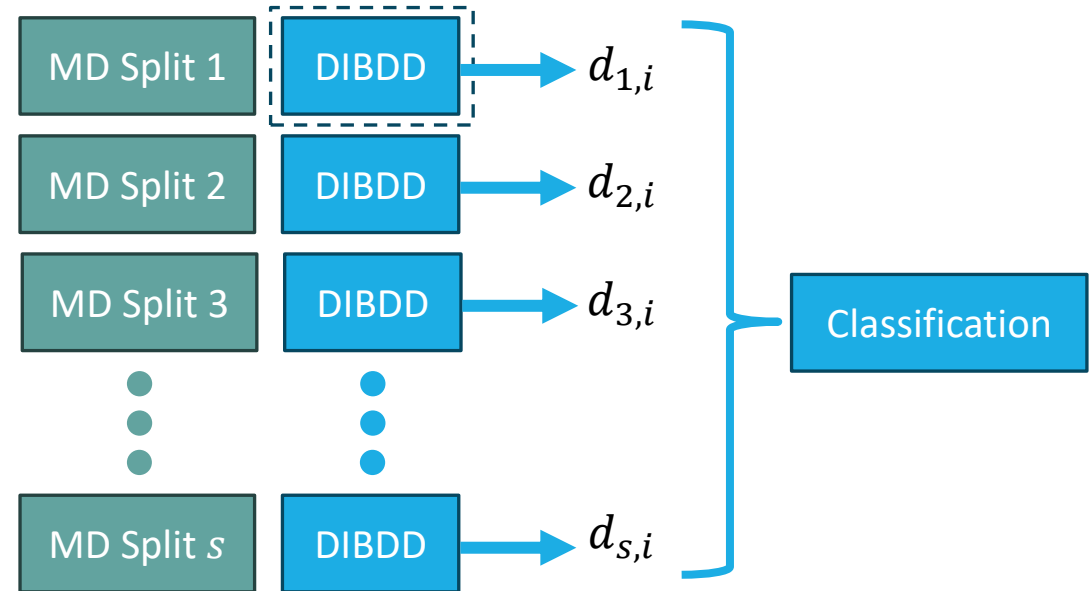 MD Split 1 DIBDD d₁,ᵢ
MD Split 2 DIBDD d₂,ᵢ
MD Split 3 DIBDD d₃,ᵢ
Classification
MD Split s DIBDD dₛ,ᵢ